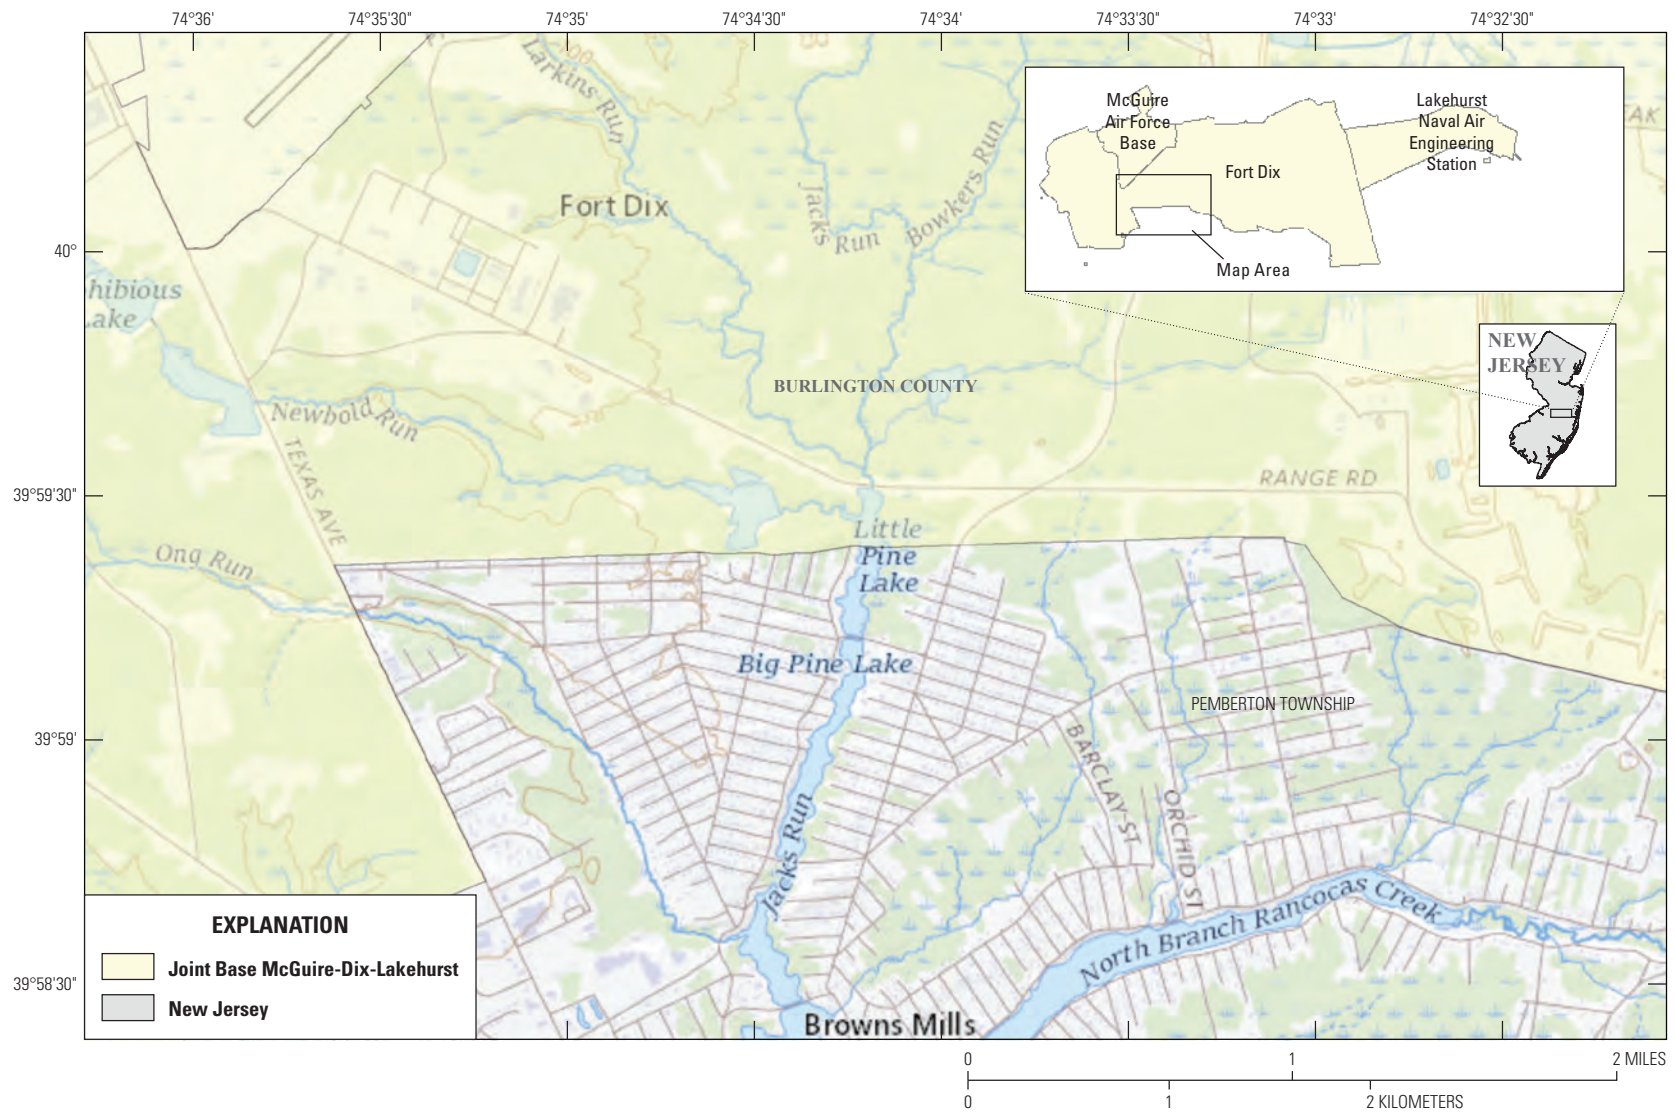 74°36'
74°35'30"
74°35'
74°34'30"
74°34'
74°33'30"
74°33'
74°32'30"
40°
39°59'30"
39°59'
39°58'30"
100
Larkins Run
Jacks
Run
Bowkers Run
Fort Dix
McGuire
Air Force
Base
Fort Dix
Lakehurst
Naval Air
Engineering
Station
Map Area
EAK
hibious
ake
NEW
JERSEY
BURLINGTON COUNTY
Newbold Run
TEXAS AVE
RANGE RD
Ong Run
Little
Pine
Lake
Big Pine Lake
PEMBERTON TOWNSHIP
BARCLAY ST
ORCHID ST
Jacks Run
North Branch Rancocas Creek
Browns Mills
EXPLANATION
Joint Base McGuire-Dix-Lakehurst
New Jersey
0 1 2 MILES
0 1 2 KILOMETERS